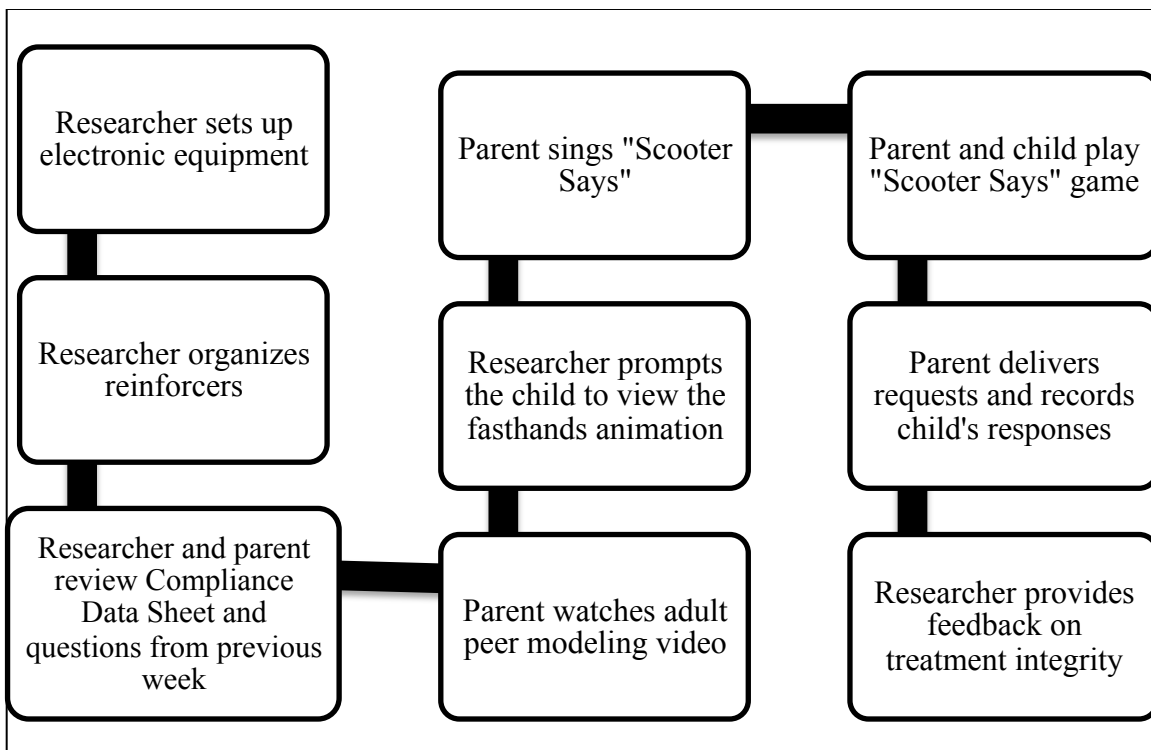 Researcher sets up
electronic equipment
Researcher organizes
reinforcers
Researcher and parent
review Compliance
Data Sheet and
questions from previous
week
Parent watches adult
peer modeling video
Researcher prompts
the child to view the
fasthands animation
Parent sings "Scooter
Says"
Parent and child play
"Scooter Says" game
Parent delivers
requests and records
child's responses
Researcher provides
feedback on
treatment integrity